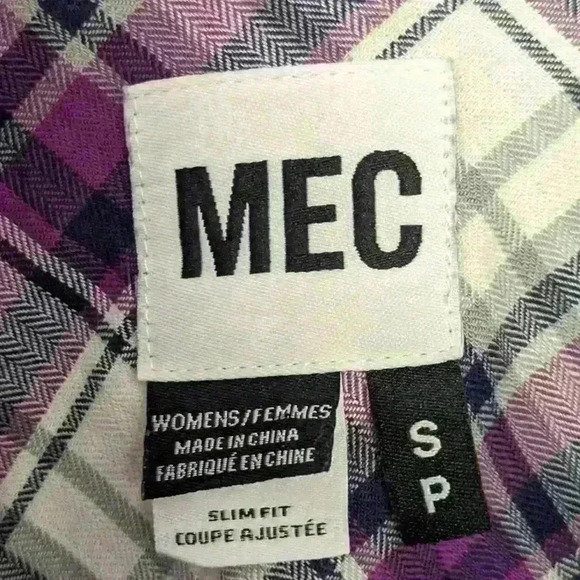 MEC
WOMENS/FEMMES
MADE IN CHINA
FABRIQUÉ EN CHINE
SLIM FIT
COUPE AJUSTÉE
S
P